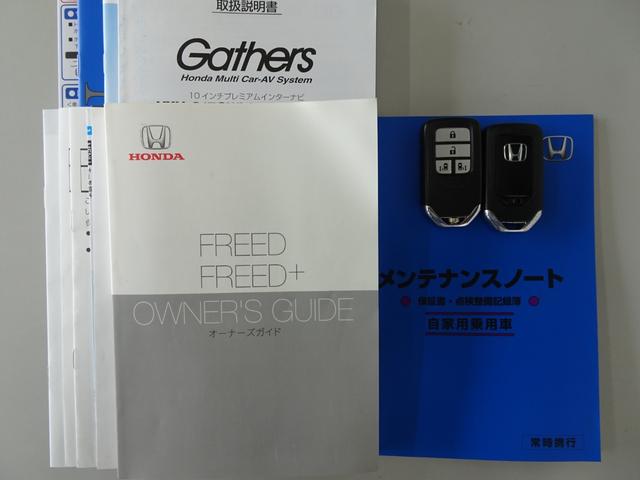 取扱説明書
Gathers
Honda Multi Car-AV System
10インチプレミアムインターナビ
HONDA
FREED
FREED+
OWNER'S GUIDE
オーナーズガイド
メンテナンスノート
保証書・点検整備記録簿
自家用乗用車
常時携行